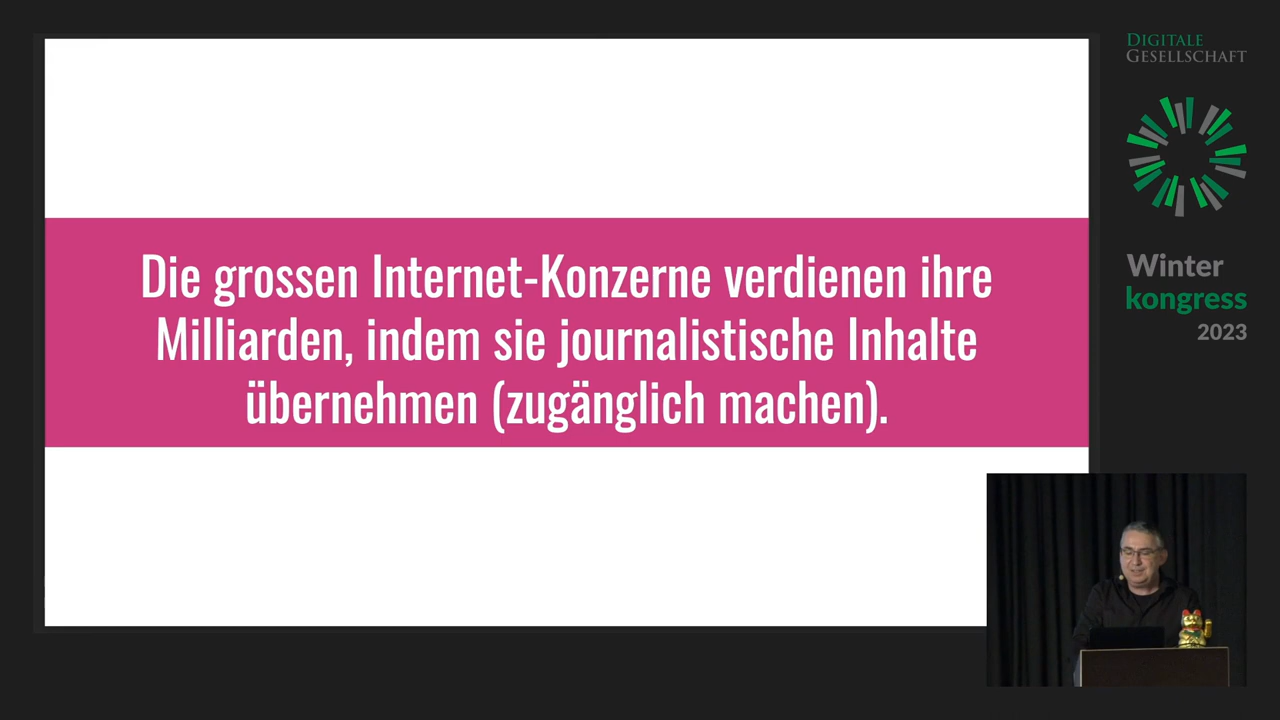 Die grossen Internet-Konzerne verdienen ihre
Milliarden, indem sie journalistische Inhalte
übernehmen (zugänglich machen).
DIGITALE
GESELLSCHAFT
Winter
kongress
2023